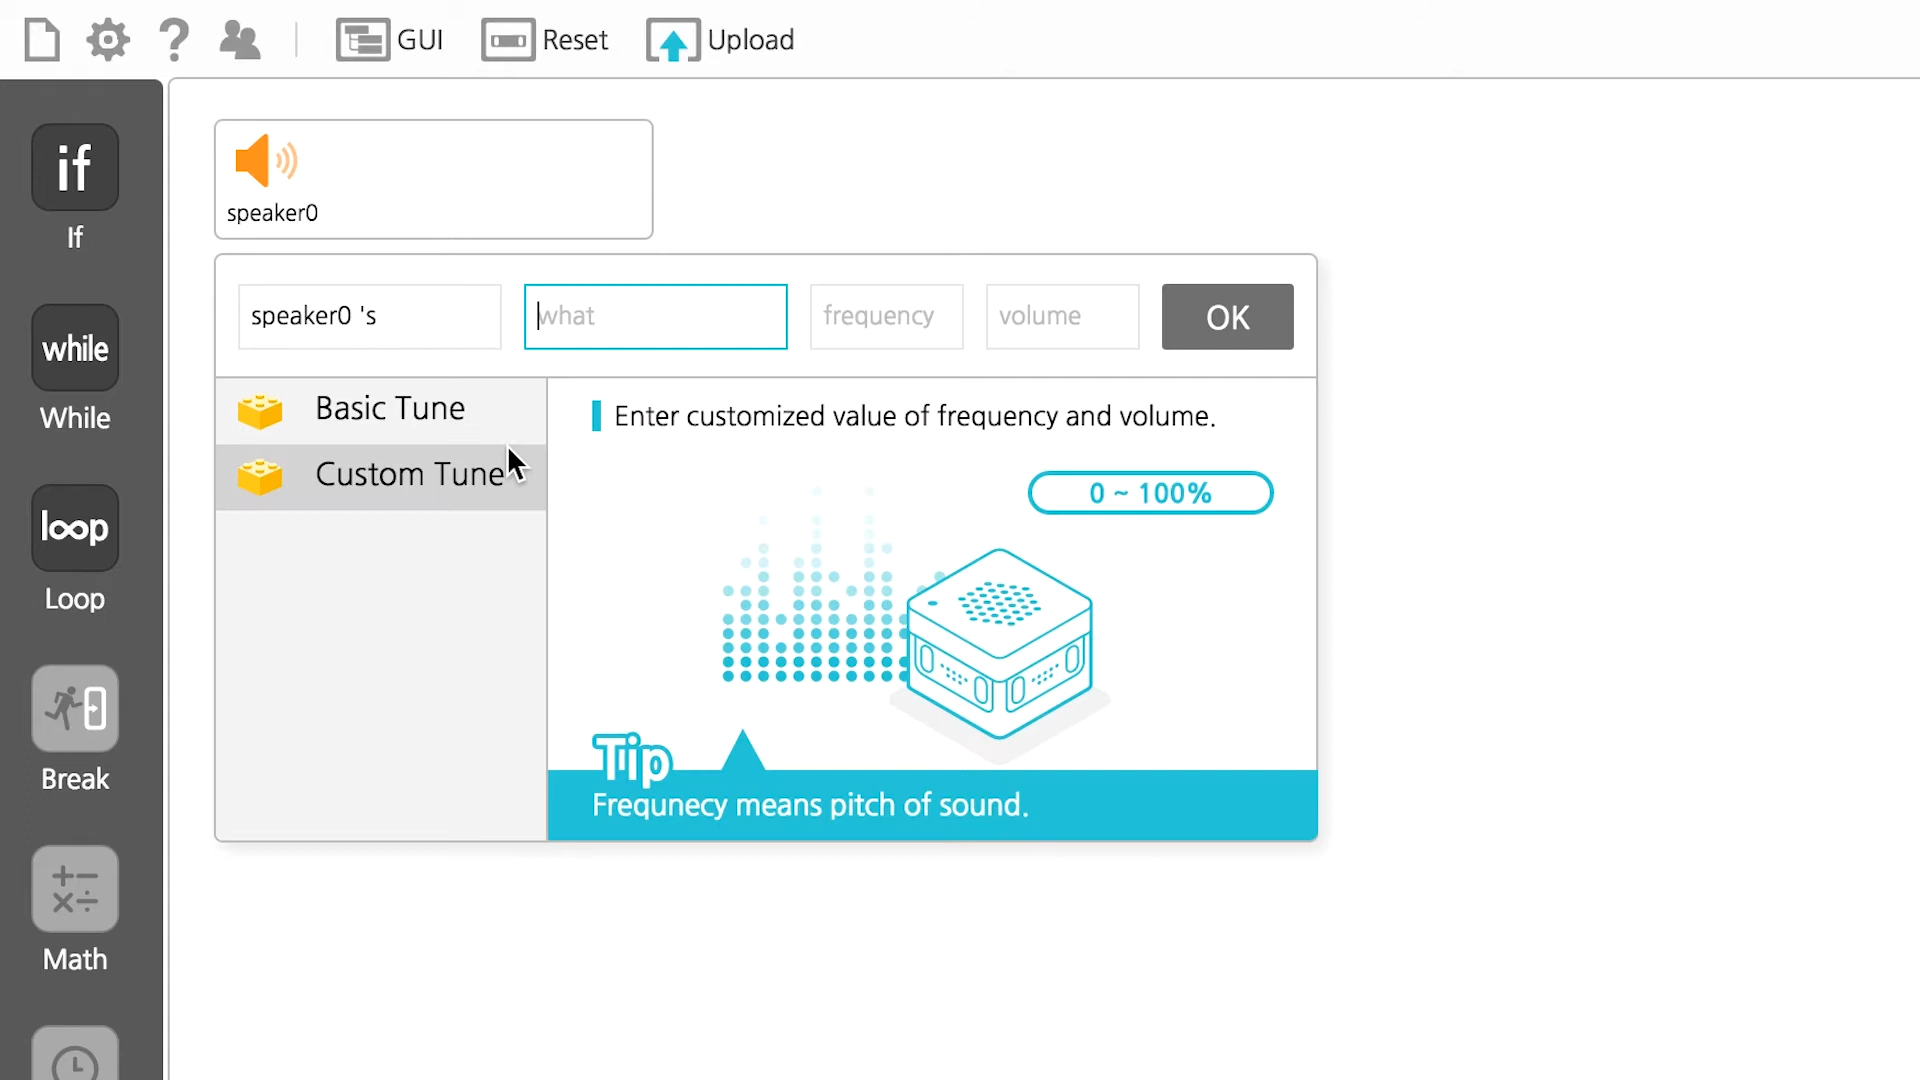 GUI
Reset
Upload
if
If
while
While
loop
Loop
Break
Math
speaker0
speaker0 's
what
frequency
volume
OK
Basic Tune
Custom Tune
Enter customized value of frequency and volume.
0 ~ 100%
Tip
Frequnecy means pitch of sound.